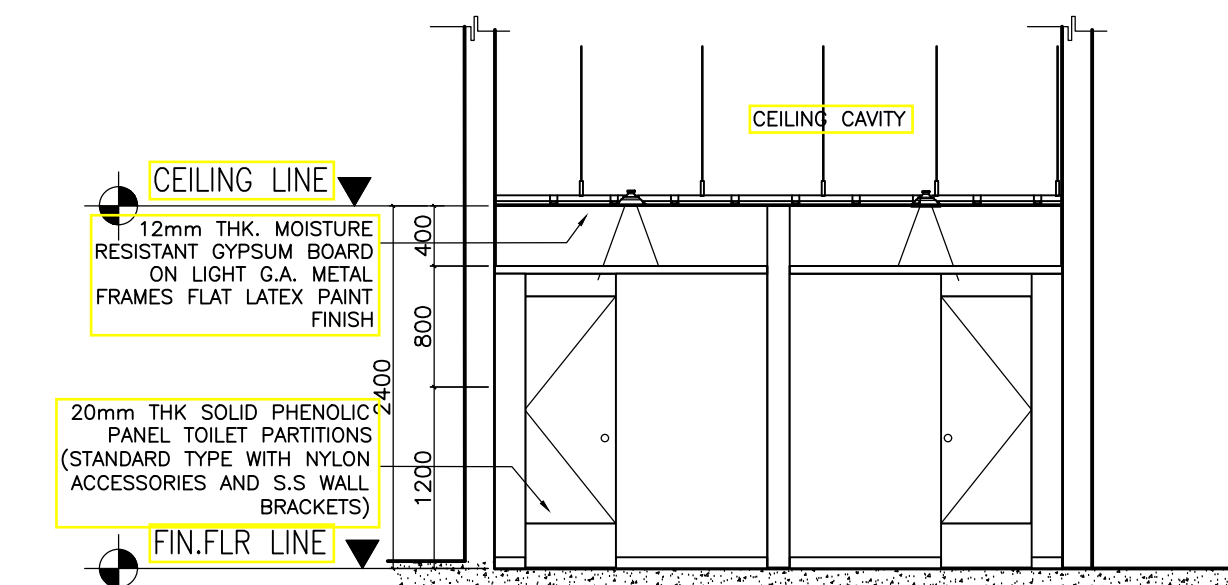 CEILING CAVITY
CEILING LINE
12mm THK. MOISTURE
RESISTANT GYPSUM BOARD
ON LIGHT G.A. METAL
FRAMES FLAT LATEX PAINT
FINISH
400
800
2400
20mm THK SOLID PHENOLIC
PANEL TOILET PARTITIONS
(STANDARD TYPE WITH NYLON
ACCESSORIES AND S.S WALL
BRACKETS)
1200
FIN.FLR LINE